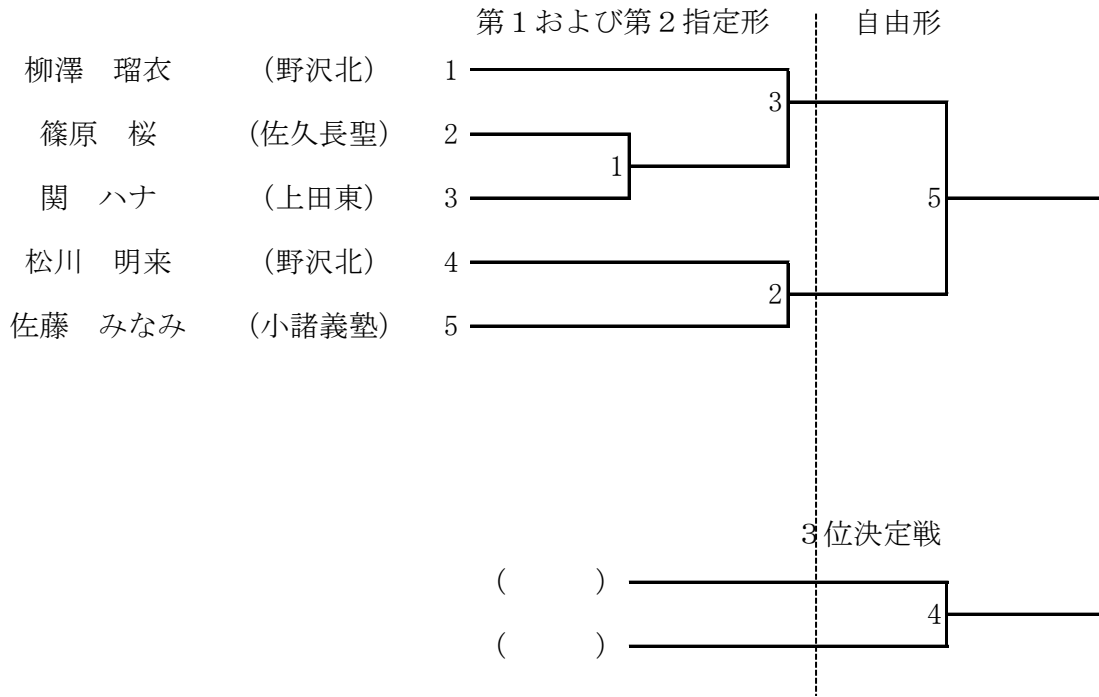 第１および第２指定形 自由形
柳澤　瑠衣 （野沢北） 1
3
篠原　桜 （佐久長聖） 2
1
関　ハナ （上田東） 3
5
松川　明来 （野沢北） 4
2
佐藤　みなみ （小諸義塾） 5
３位決定戦
（　　　）
4
（　　　）